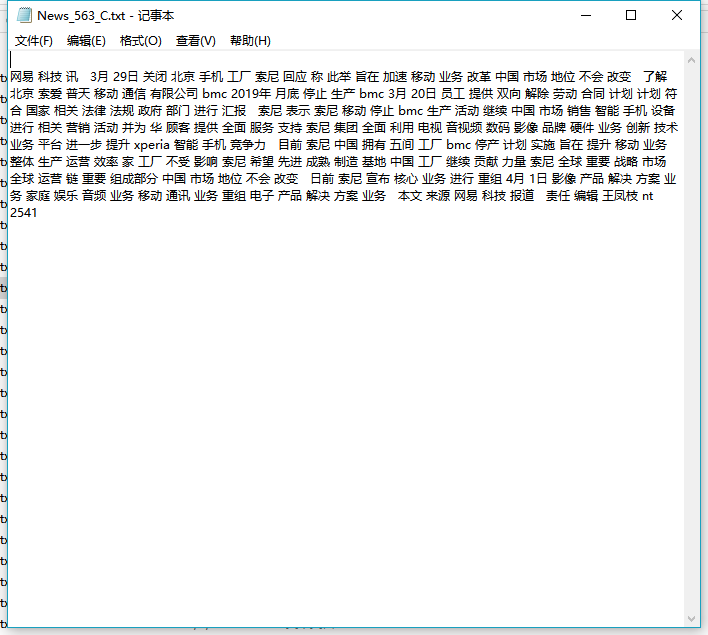 News_563_C.txt - 记事本
文件(F) 编辑(E) 格式(O) 查看(V) 帮助(H)
网易 科技 讯 3月 29日 关闭 北京 手机 工厂 索尼 回应 称 此举 旨在 加速 移动 业务 改革 中国 市场 地位 不会 改变 了解
北京 索爱 普天 移动 通信 有限公司 bmc 2019年 月底 停止 生产 bmc 3月 20日 员工 提供 双向 解除 劳动 合同 计划 计划 符
合 国家 相关 法律 法规 政府 部门 进行 汇报 索尼 表示 索尼 移动 停止 bmc 生产 活动 继续 中国 市场 销售 智能 手机 设备
进行 相关 营销 活动 并为 华 顾客 提供 全面 服务 支持 索尼 集团 全面 利用 电视 音视频 数码 影像 品牌 硬件 业务 创新 技术
业务 平台 进一步 提升 xperia 智能 手机 竞争力 目前 索尼 中国 拥有 五间 工厂 bmc 停产 计划 实施 旨在 提升 移动 业务
整体 生产 运营 效率 家 工厂 不受 影响 索尼 希望 先进 成熟 制造 基地 中国 工厂 继续 贡献 力量 索尼 全球 重要 战略 市场
全球 运营 链 重要 组成部分 中国 市场 地位 不会 改变 日前 索尼 宣布 核心 业务 进行 重组 4月 1日 影像 产品 解决 方案 业
务 家庭 娱乐 音频 业务 移动 通讯 业务 重组 电子 产品 解决 方案 业务 本文 来源 网易 科技 报道 责任 编辑 王凤枝 nt
2541